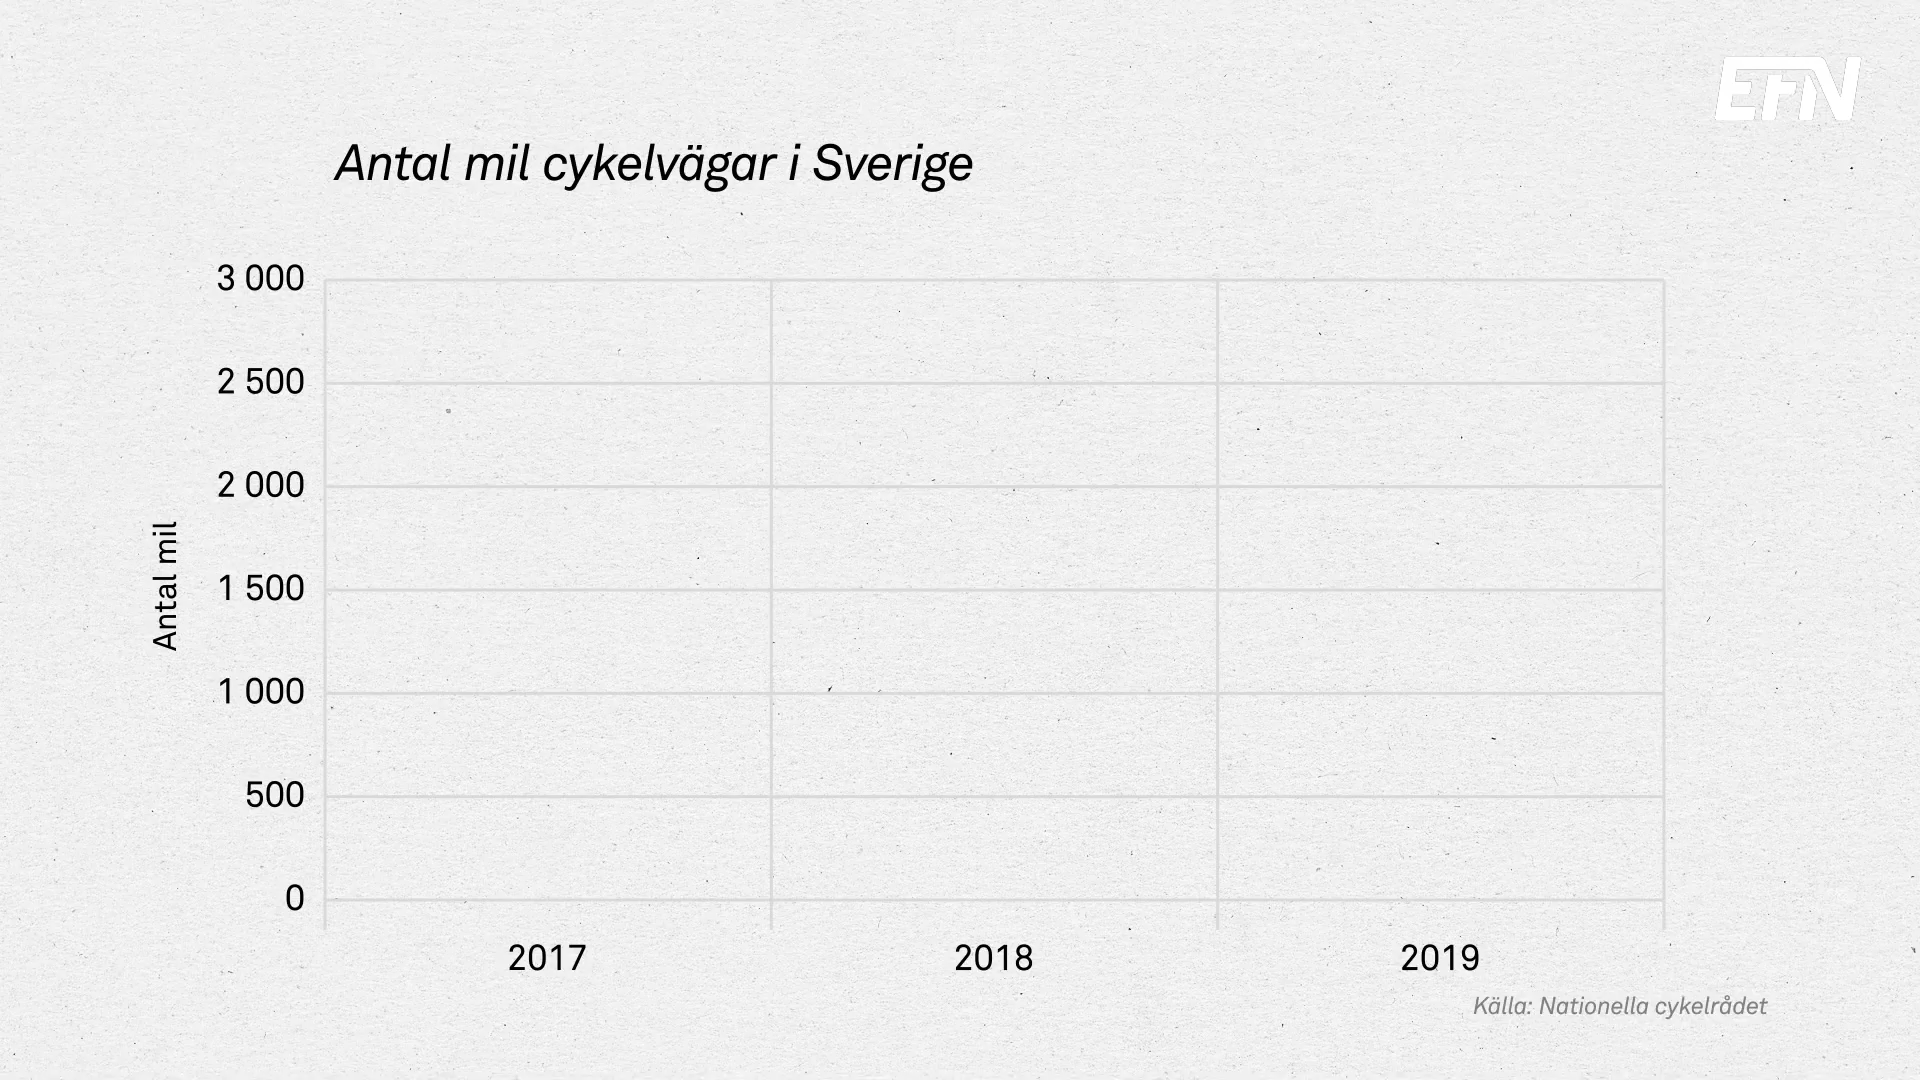 EFN
Antal mil cykelvägar i Sverige
3 000
2 500
2 000
1 500
1 000
500
0
Antal mil
2017
2018
2019
Källa: Nationella cykelrådet